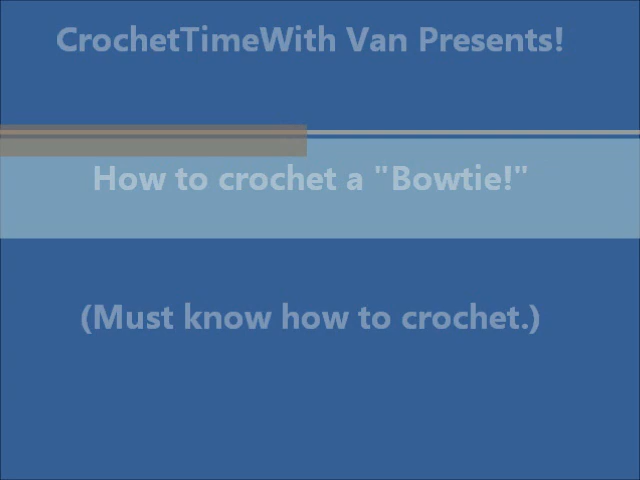 CrochetTimeWith Van Presents!
How to crochet a "Bowtie!"
(Must know how to crochet.)